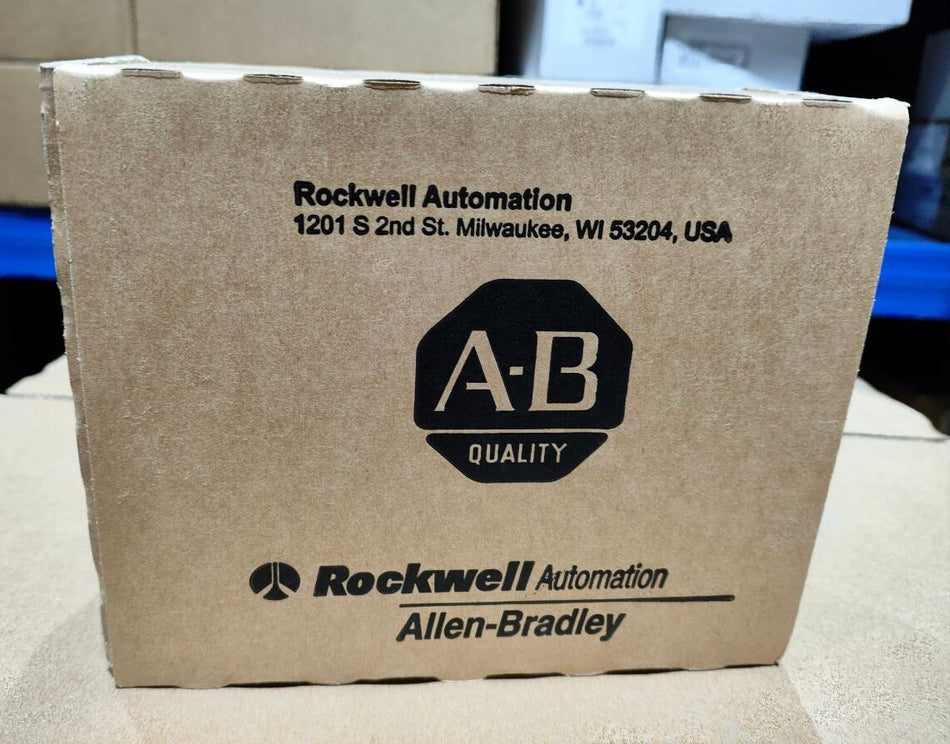 Rockwell Automation
1201 S 2nd St. Milwaukee, WI 53204, USA
A-B
QUALITY
Rockwell Automation
Allen-Bradley